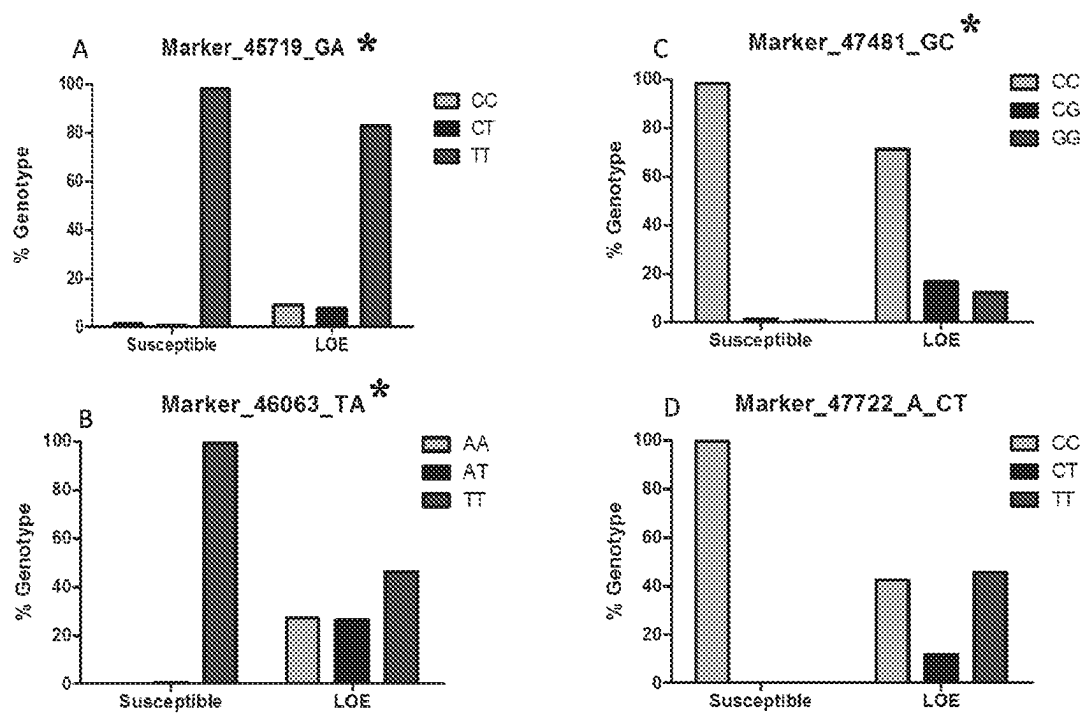 A
Marker_45719_GA *
% Genotype
100
80
60
40
20
0
Susceptible
LOE
CC
CT
TT
C
Marker_47481_GC *
% Genotype
100
80
60
40
20
0
Susceptible
LOE
CC
CG
GG
B
Marker_46063_TA *
% Genotype
100
80
60
40
20
0
Susceptible
LOE
AA
AT
TT
D
Marker_47722_A_CT
% Genotype
100
80
60
40
20
0
Susceptible
LOE
CC
CT
TT